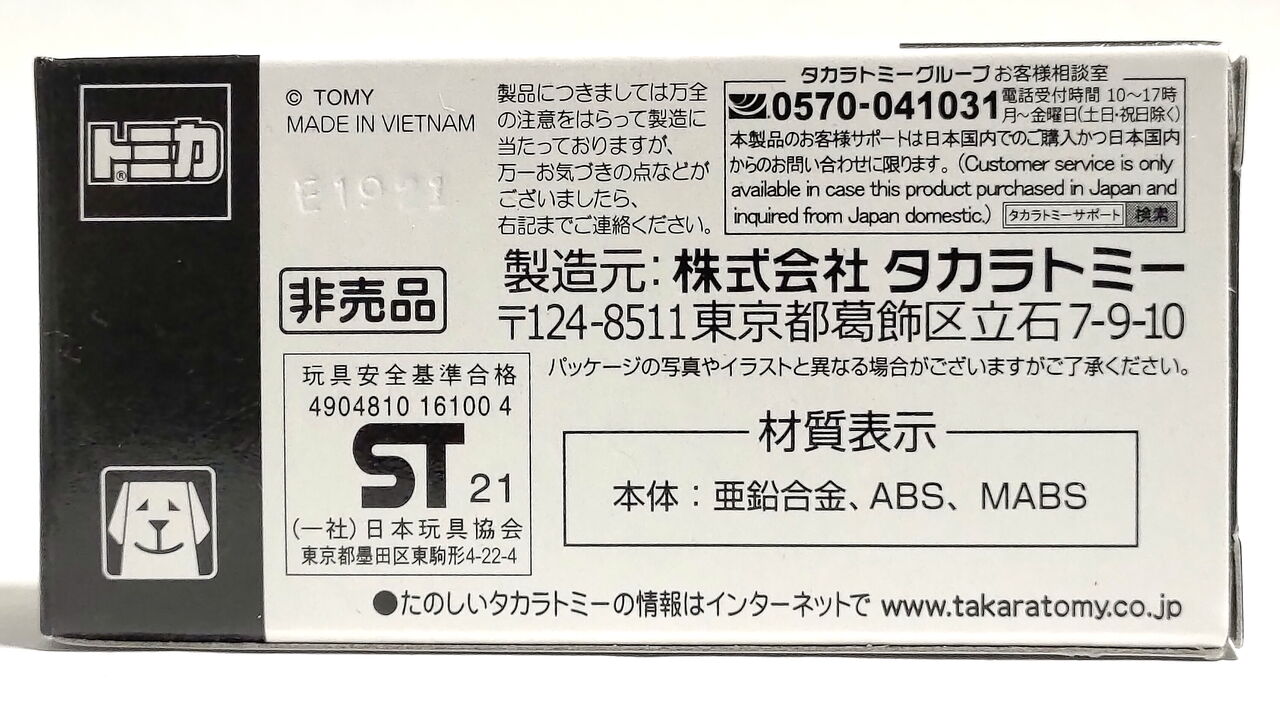 トミカ®
© TOMY
MADE IN VIETNAM
製品につきましては万全
の注意をはらって製造に
当たっておりますが、
万一お気づきの点などが
ございましたら、
右記までご連絡ください。
タカラトミーグループ お客様相談室
0570-041031
電話受付時間 10〜17時
月〜金曜日(土日・祝日除く)
本製品のお客様サポートは日本国内でのご購入かつ日本国内
からのお問い合わせに限ります。(Customer service is only
available in case this product purchased in Japan and
inquired from Japan domestic.) タカラトミーサポート 検索
製造元：株式会社 タカラトミー
〒124-8511 東京都葛飾区立石 7-9-10
非売品
パッケージの写真やイラストと異なる場合がございますがご了承ください。
玩具安全基準合格
4904810 16100 4
ST 21
(一社)日本玩具協会
東京都墨田区東駒形4-22-4
材質表示
本体：亜鉛合金、ABS、MABS
●たのしいタカラトミーの情報はインターネットで www.takaratomy.co.jp